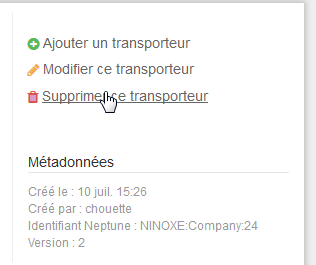 Ajouter un transporteur
Modifier ce transporteur
Supprimer ce transporteur
Métadonnées
Créé le : 10 juil. 15:26
Créé par : chouette
Identifiant Neptune : NINOXE:Company:24
Version : 2